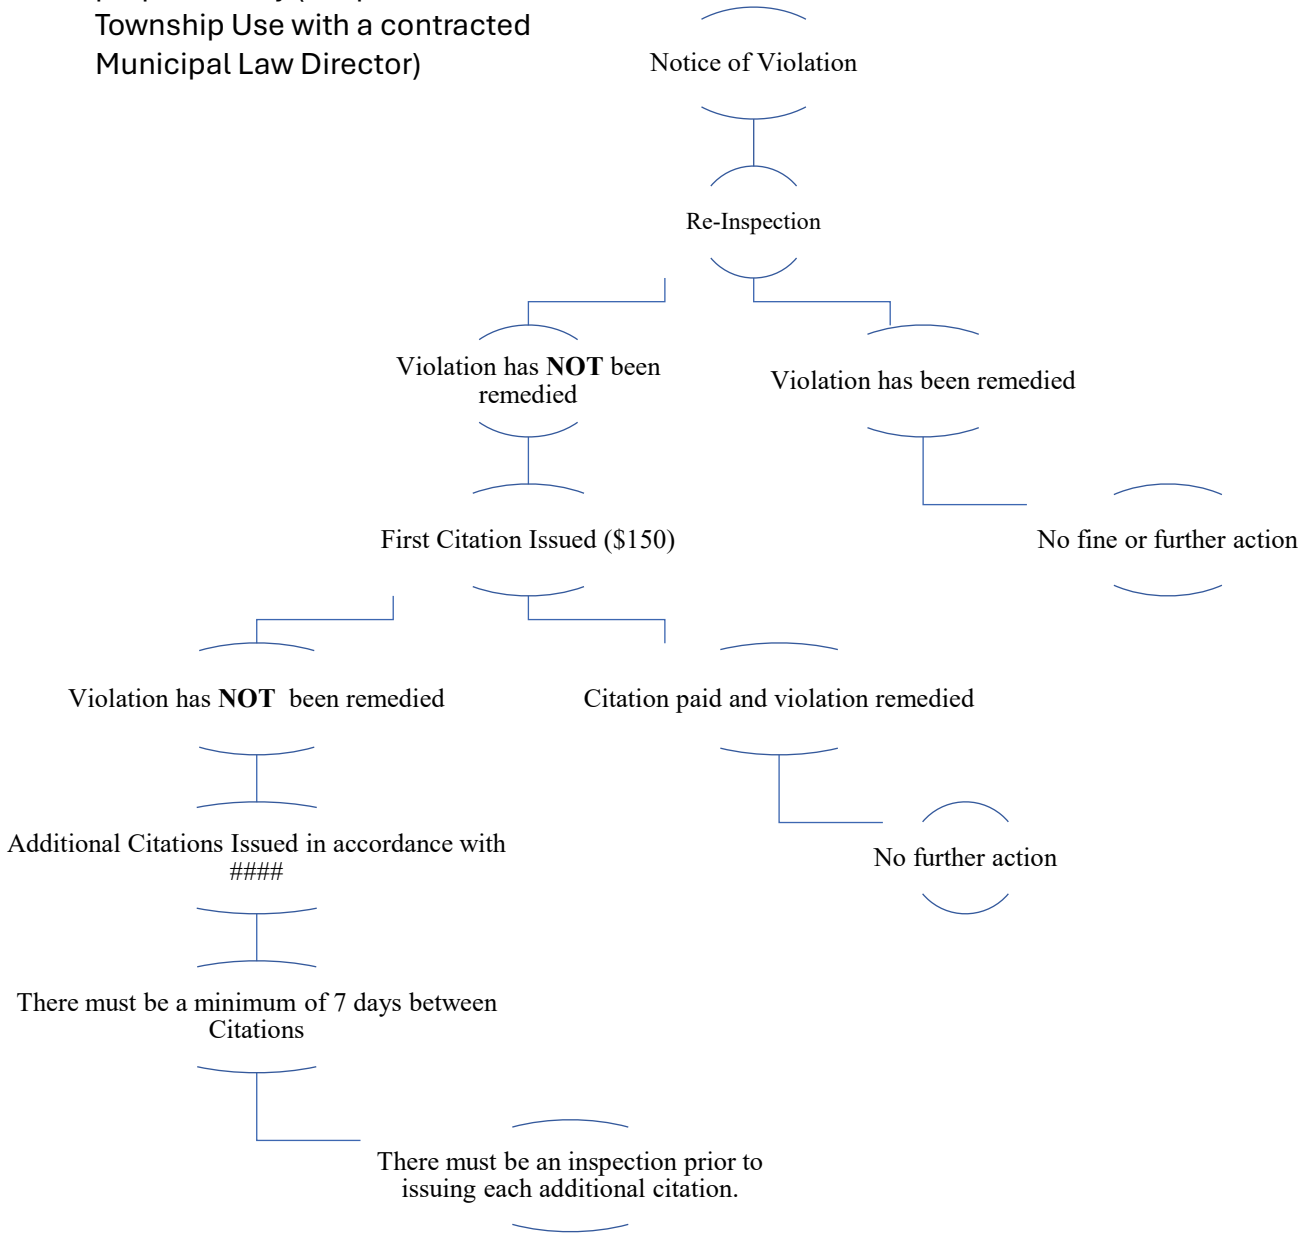 Township Use with a contracted
Municipal Law Director)
Notice of Violation
Re-Inspection
Violation has NOT been
remedied
Violation has been remedied
First Citation Issued ($150)
No fine or further action
Violation has NOT  been remedied
Citation paid and violation remedied
Additional Citations Issued in accordance with
####
No further action
There must be a minimum of 7 days between
Citations
There must be an inspection prior to
issuing each additional citation.